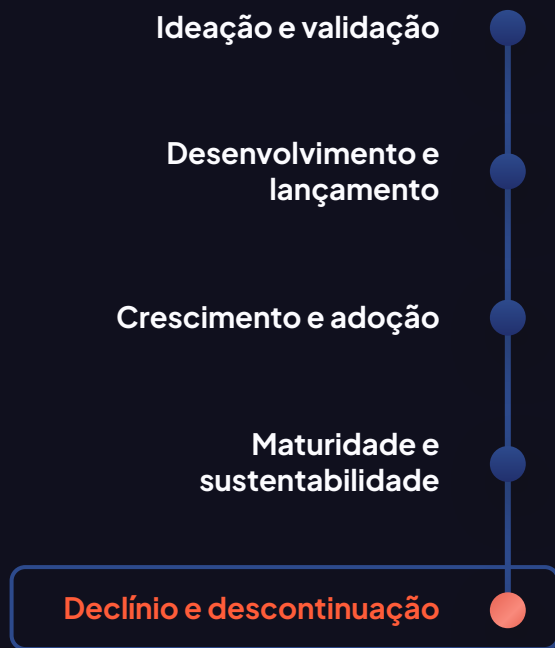 Ideação e validação
Desenvolvimento e
lançamento
Crescimento e adoção
Maturidade e
sustentabilidade
Declínio e descontinuação